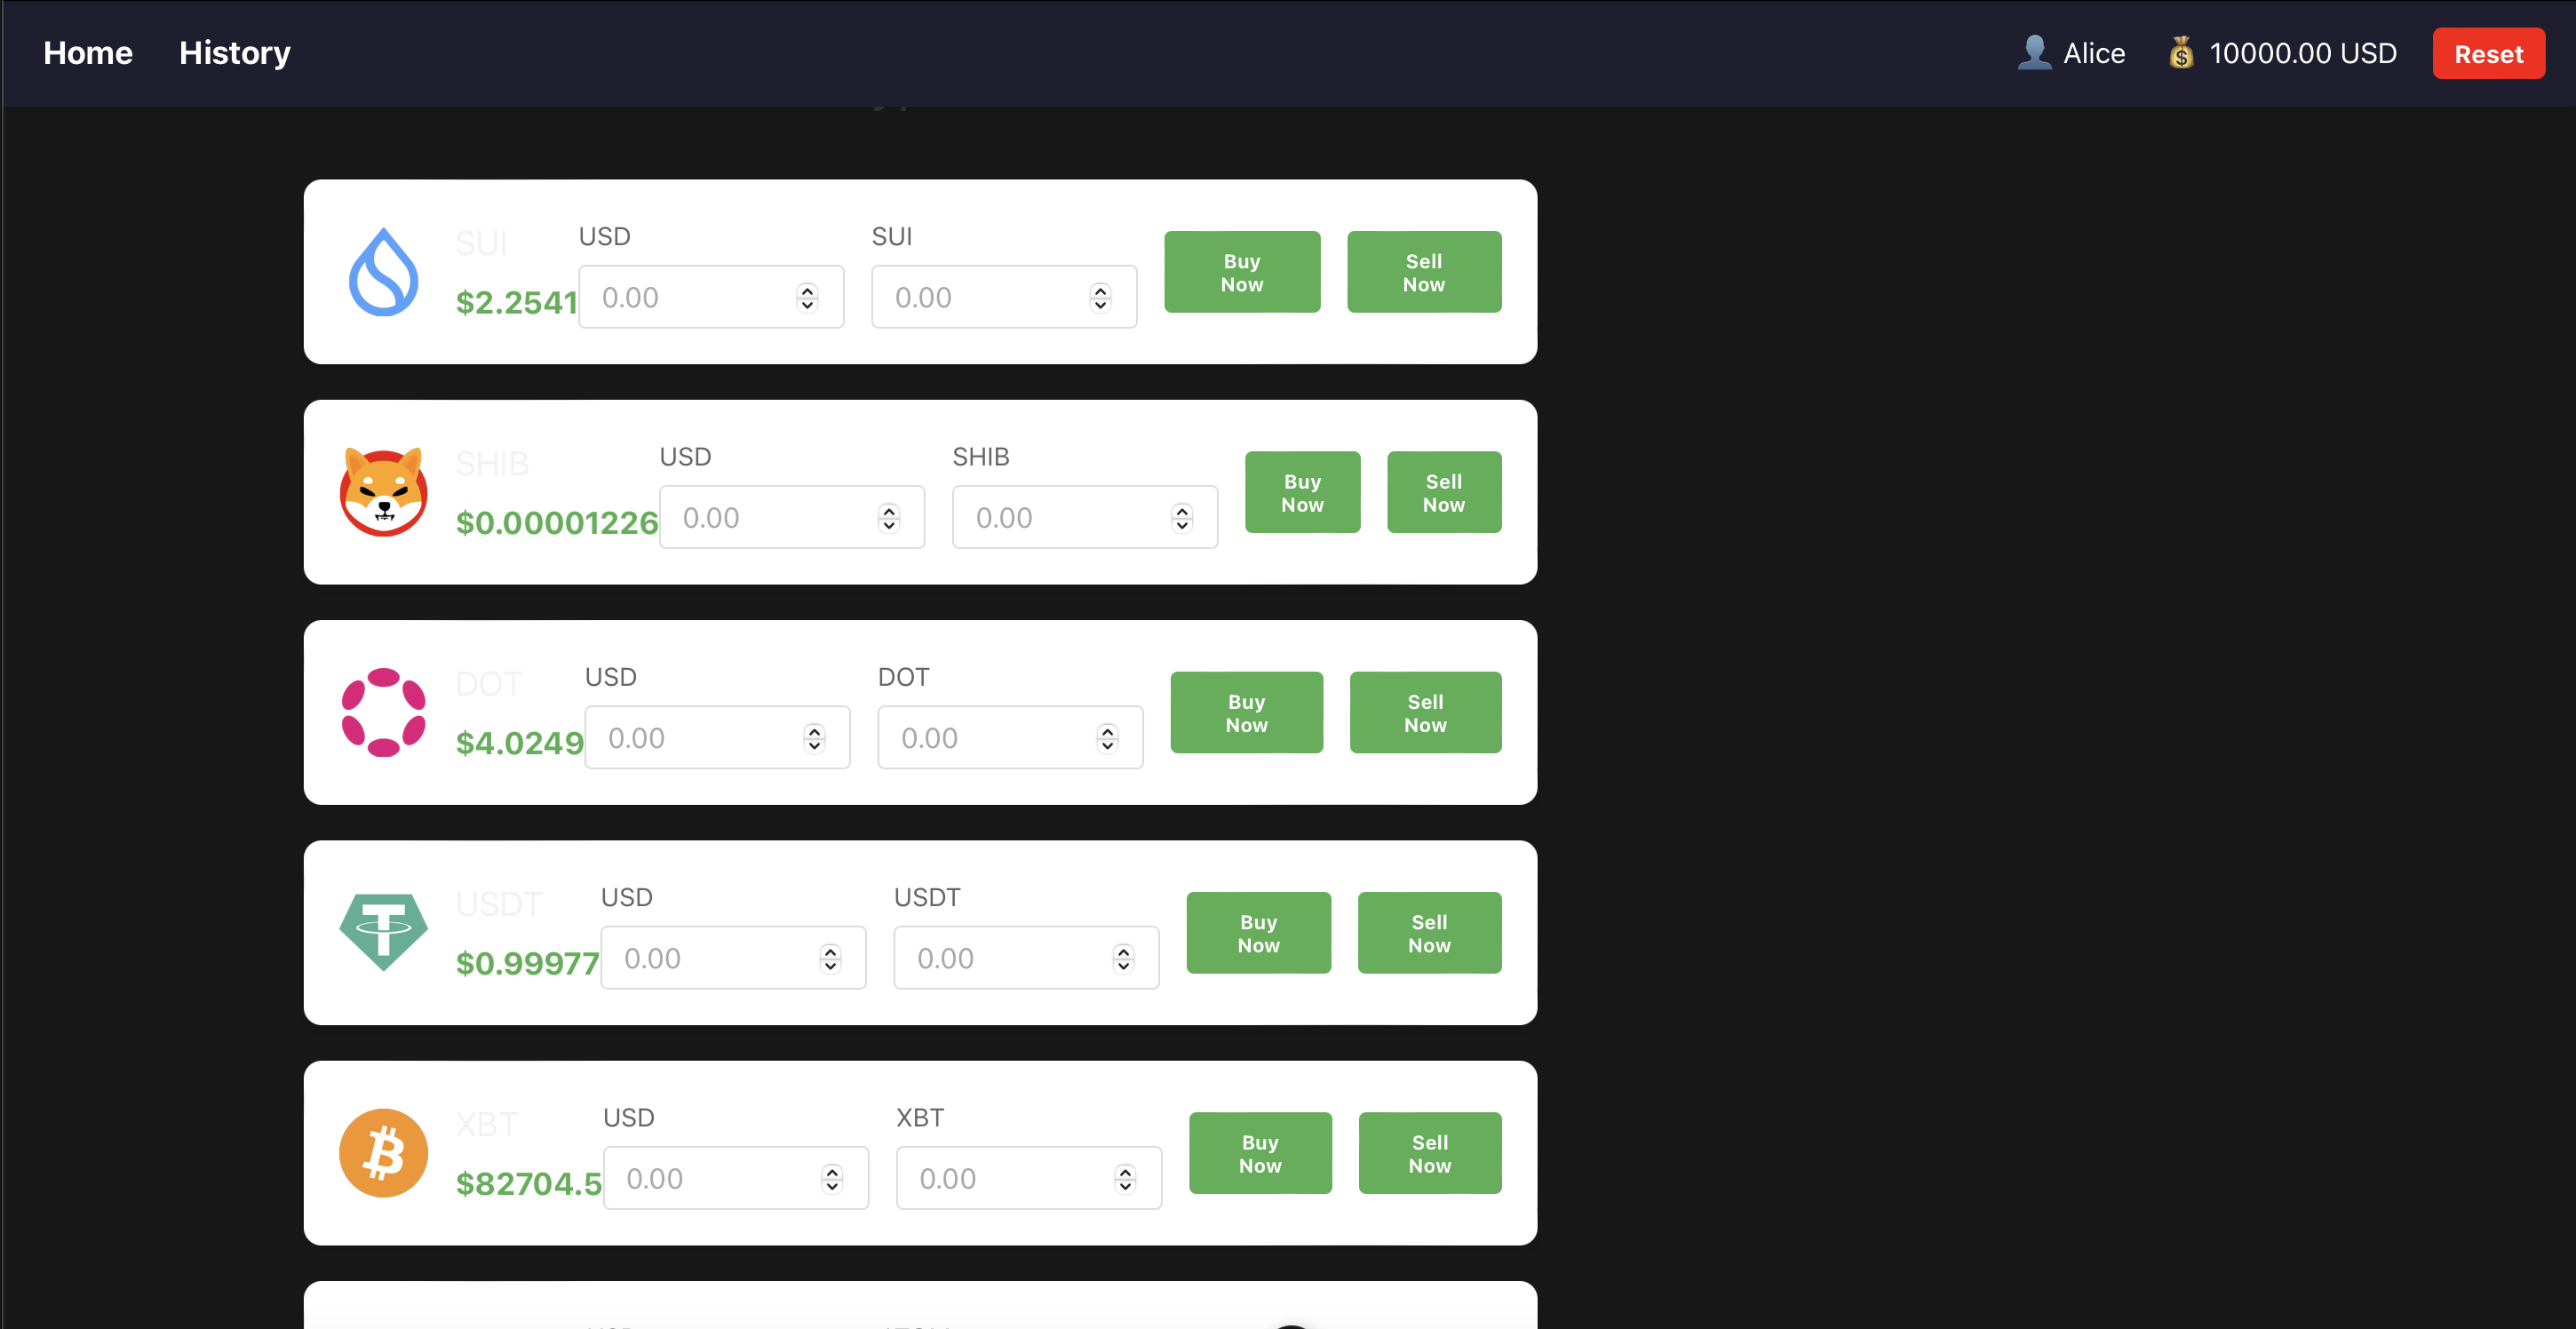 Home History 👤 Alice 💰 10000.00 USD Reset
SUI USD SUI
$2.2541 0.00 0.00 Buy Now Sell Now
SHIB USD SHIB
$0.00001226 0.00 0.00 Buy Now Sell Now
DOT USD DOT
$4.0249 0.00 0.00 Buy Now Sell Now
USDT USD USDT
$0.99977 0.00 0.00 Buy Now Sell Now
XBT USD XBT
$82704.5 0.00 0.00 Buy Now Sell Now